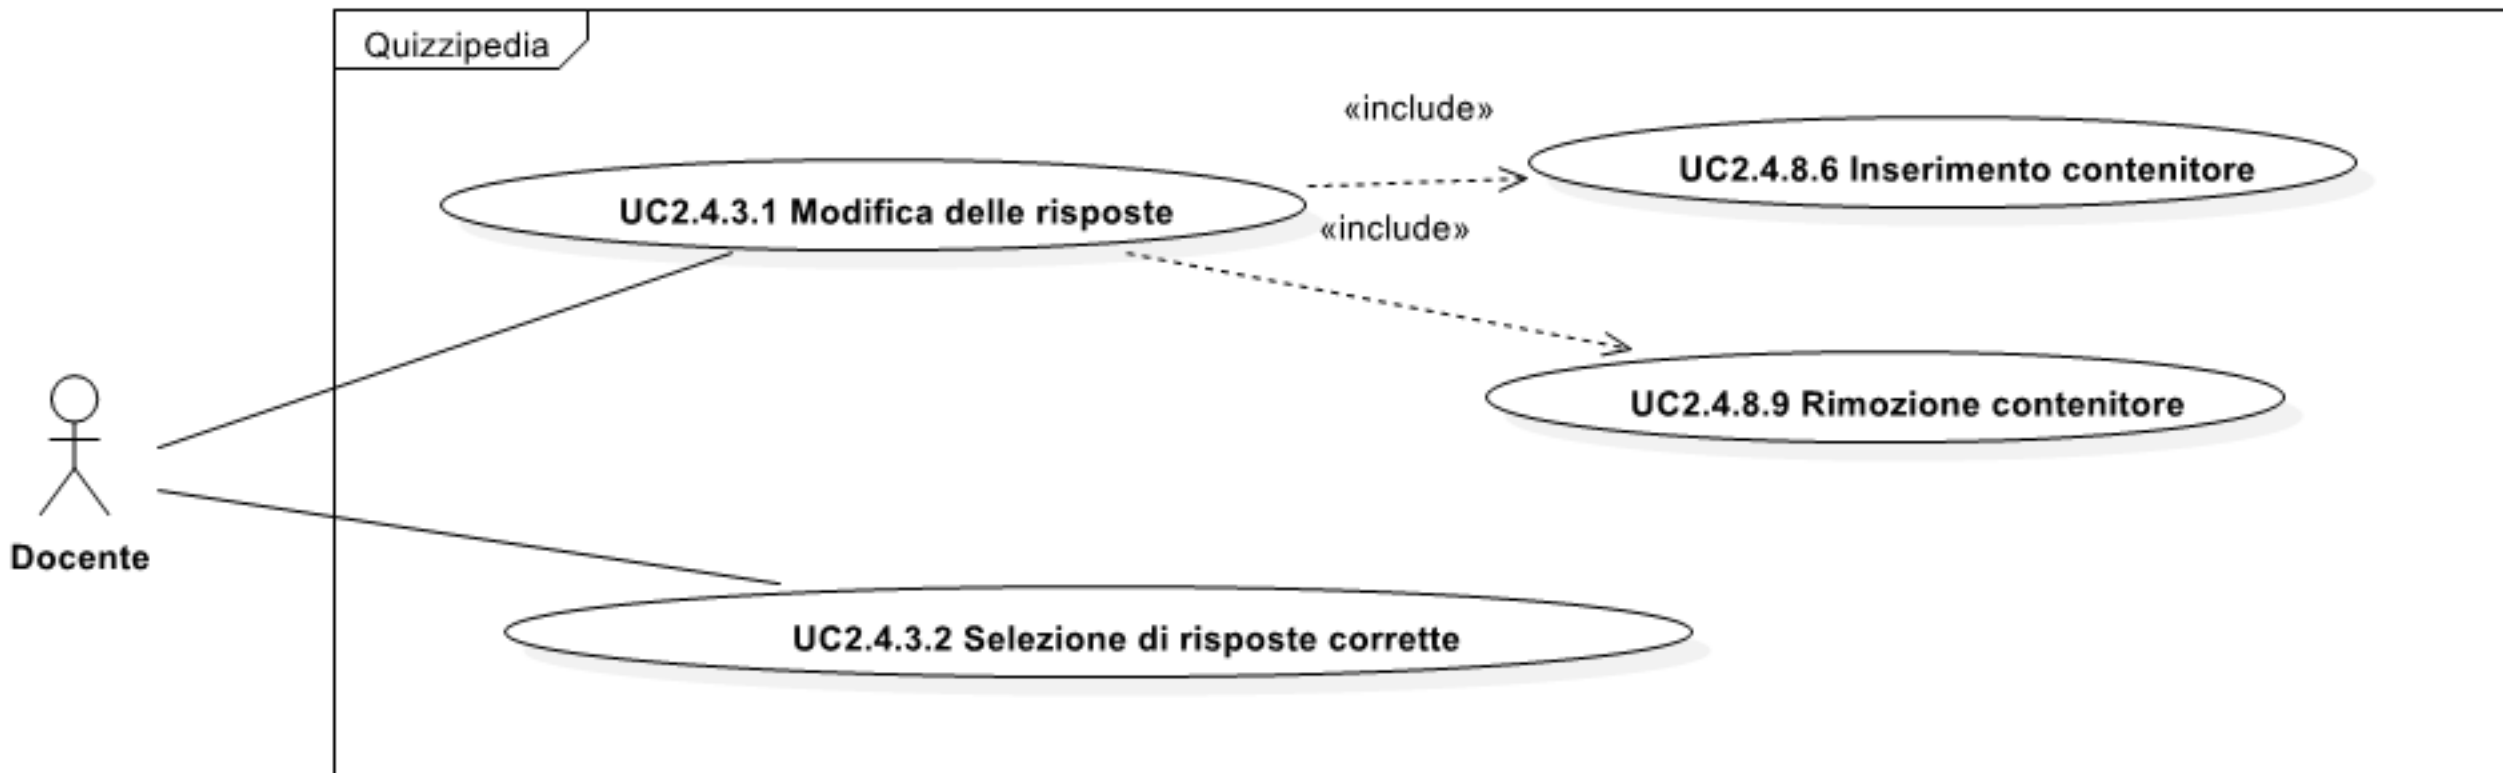 Quizzipedia
«include»
UC2.4.8.6 Inserimento contenitore
UC2.4.3.1 Modifica delle risposte
«include»
UC2.4.8.9 Rimozione contenitore
Docente
UC2.4.3.2 Selezione di risposte corrette